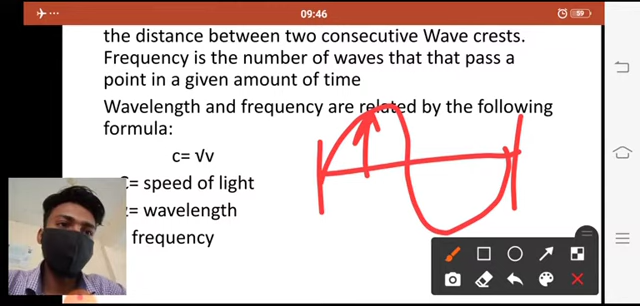 09:46
59
the distance between two consecutive Wave crests.
Frequency is the number of waves that that pass a
point in a given amount of time
Wavelength and frequency are related by the following
formula:
c= √v
= speed of light
= wavelength
frequency